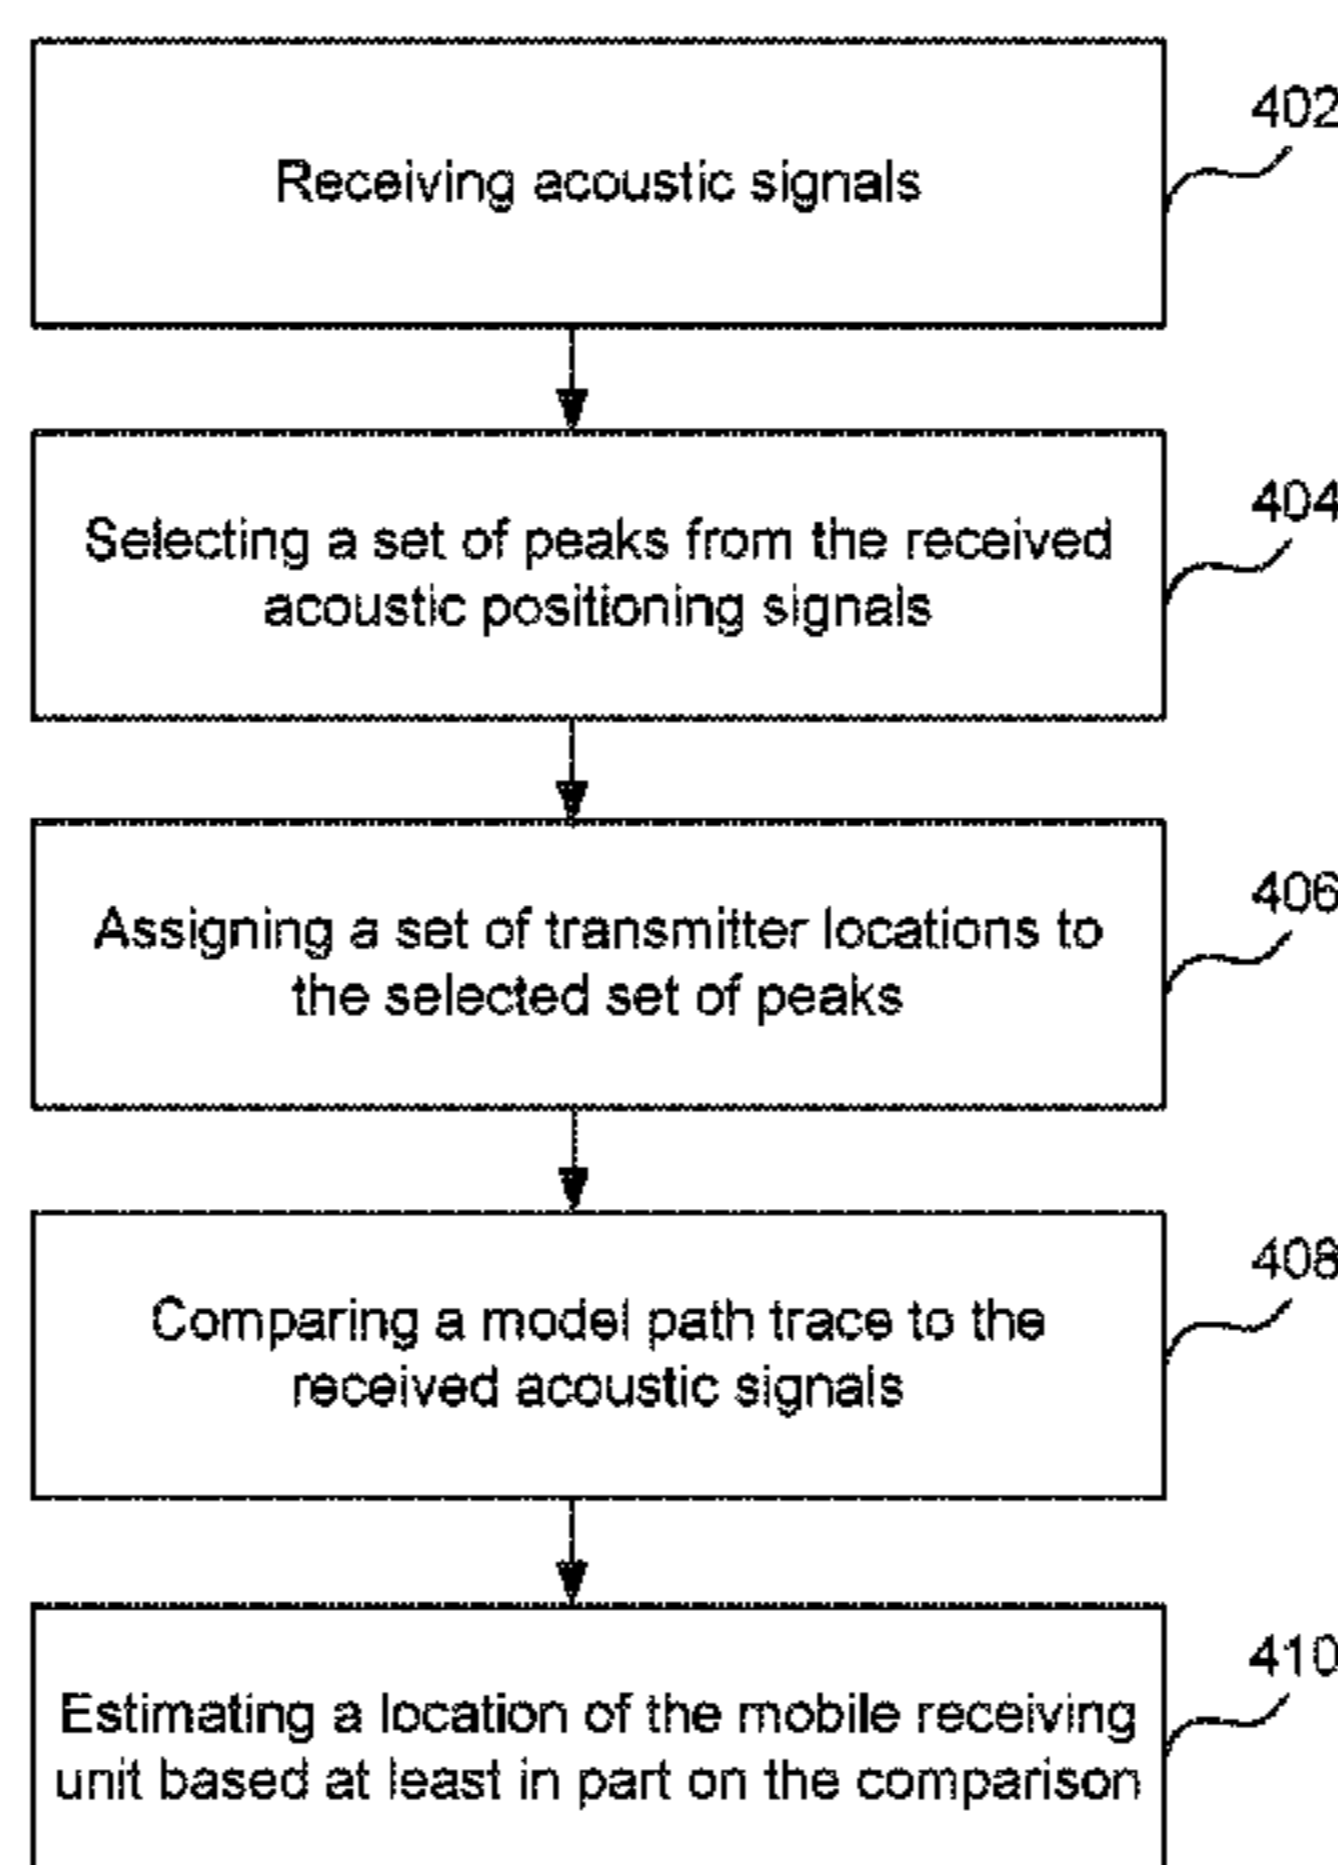 402
Receiving acoustic signals
404
Selecting a set of peaks from the received
acoustic positioning signals
406
Assigning a set of transmitter locations to
the selected set of peaks
408
Comparing a model path trace to the
received acoustic signals
410
Estimating a location of the mobile receiving
unit based at least in part on the comparison